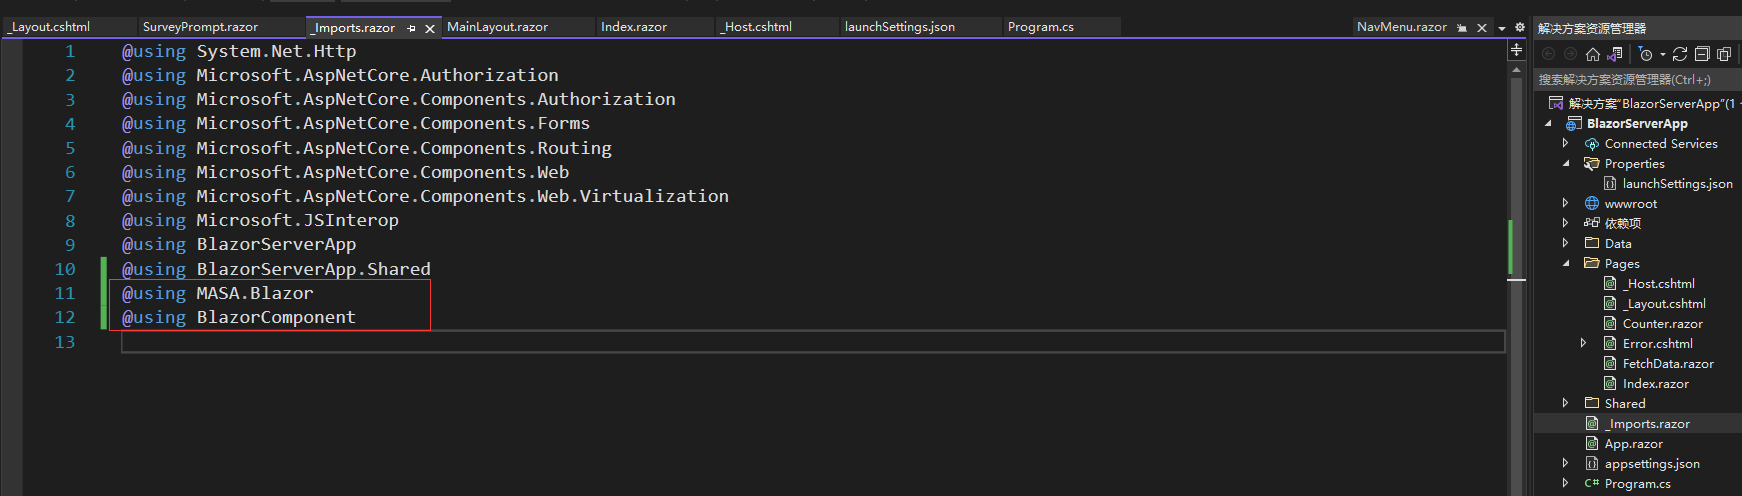 _Layout.cshtml SurveyPrompt.razor _Imports.razor MainLayout.razor Index.razor _Host.cshtml launchSettings.json Program.cs NavMenu.razor
1 @using System.Net.Http
2 @using Microsoft.AspNetCore.Authorization
3 @using Microsoft.AspNetCore.Components.Authorization
4 @using Microsoft.AspNetCore.Components.Forms
5 @using Microsoft.AspNetCore.Components.Routing
6 @using Microsoft.AspNetCore.Components.Web
7 @using Microsoft.AspNetCore.Components.Web.Virtualization
8 @using Microsoft.JSInterop
9 @using BlazorServerApp
10 @using BlazorServerApp.Shared
11 @using MASA.Blazor
12 @using BlazorComponent
13
解决方案资源管理器
搜索解决方案资源管理器(Ctrl+;)
解决方案"BlazorServerApp"(1
BlazorServerApp
Connected Services
Properties
launchSettings.json
wwwroot
依赖项
Data
Pages
_Host.cshtml
_Layout.cshtml
Counter.razor
Error.cshtml
FetchData.razor
Index.razor
Shared
_Imports.razor
App.razor
appsettings.json
C# Program.cs